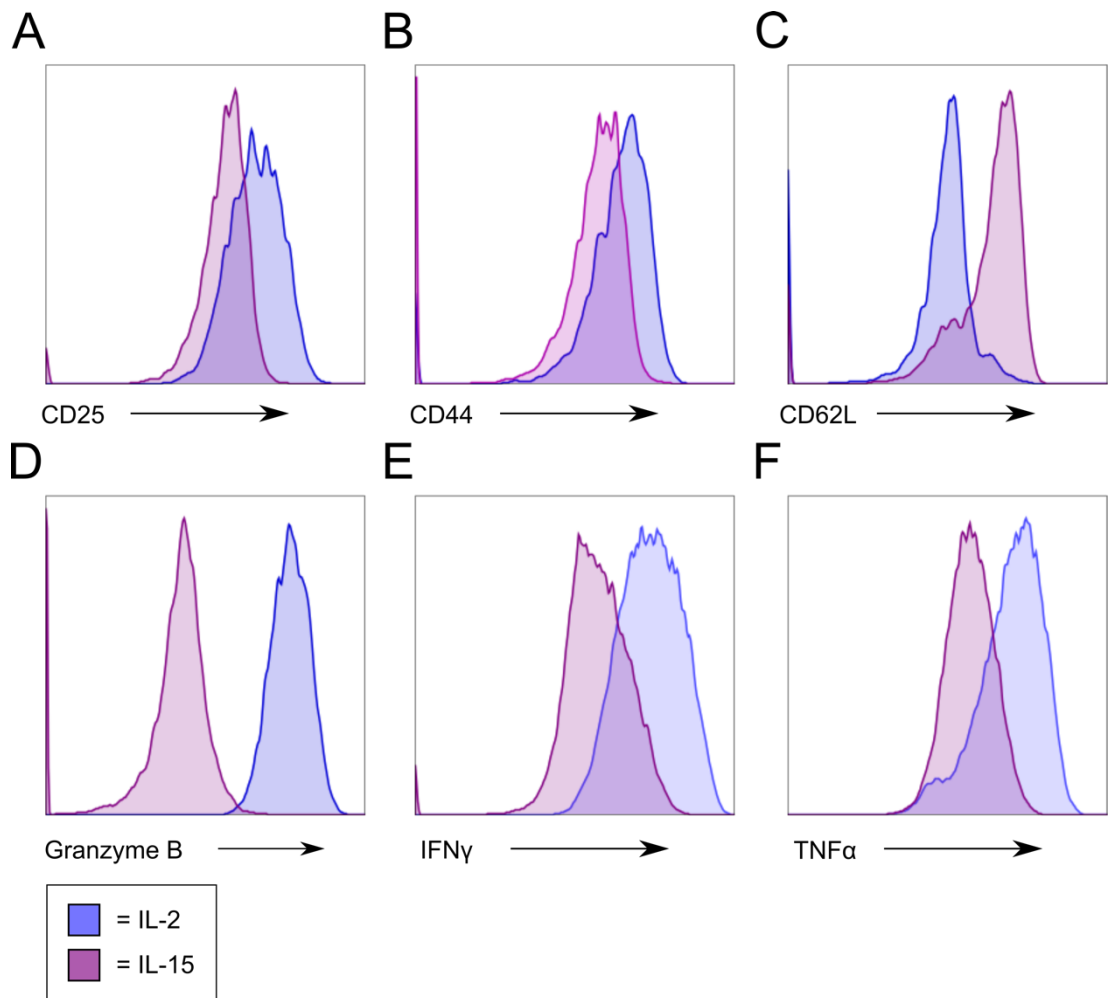 A
B
C
CD25
CD44
CD62L
D
E
F
Granzyme B
IFNγ
TNFα
= IL-2
= IL-15